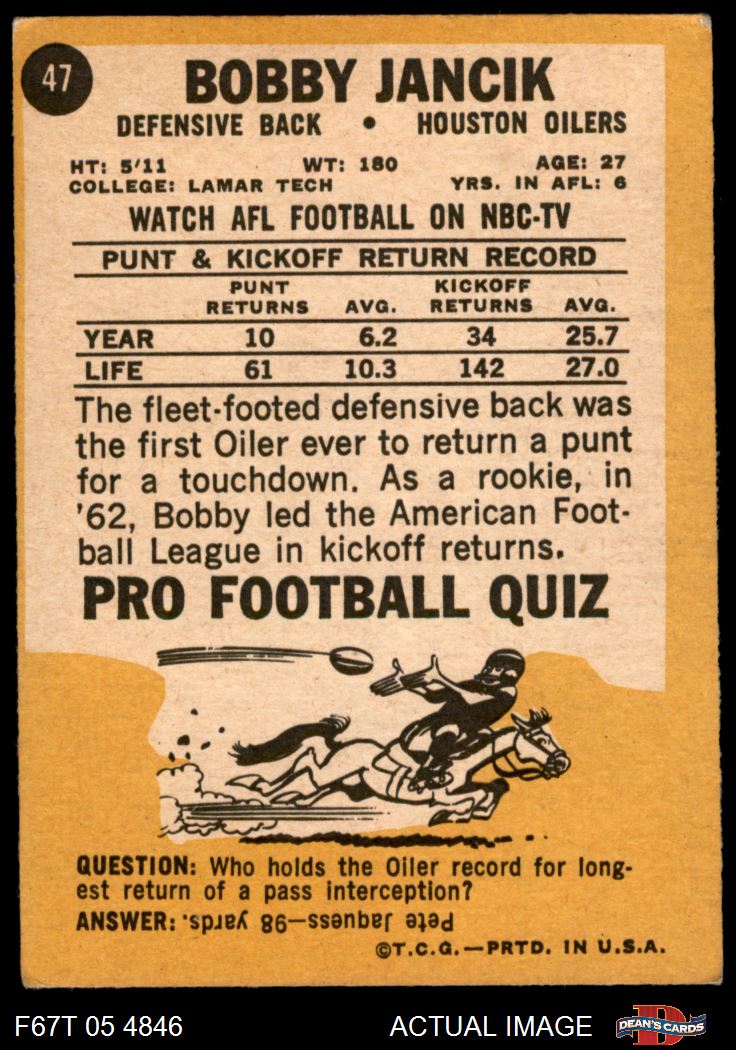 47
BOBBY JANCIK
DEFENSIVE BACK • HOUSTON OILERS
HT: 5'11 WT: 180 AGE: 27
COLLEGE: LAMAR TECH YRS. IN AFL: 6
WATCH AFL FOOTBALL ON NBC-TV
PUNT & KICKOFF RETURN RECORD
PUNT RETURNS AVG. KICKOFF RETURNS AVG.
YEAR 10 6.2 34 25.7
LIFE 61 10.3 142 27.0
The fleet-footed defensive back was
the first Oiler ever to return a punt
for a touchdown. As a rookie, in
'62, Bobby led the American Foot-
ball League in kickoff returns.
PRO FOOTBALL QUIZ
QUESTION: Who holds the Oiler record for long-
est return of a pass interception?
ANSWER: Pete Jaquess—98 yards.
©T.C.G.—PRTD. IN U.S.A.
F67T 05 4846 ACTUAL IMAGE D DEAN'S CARDS